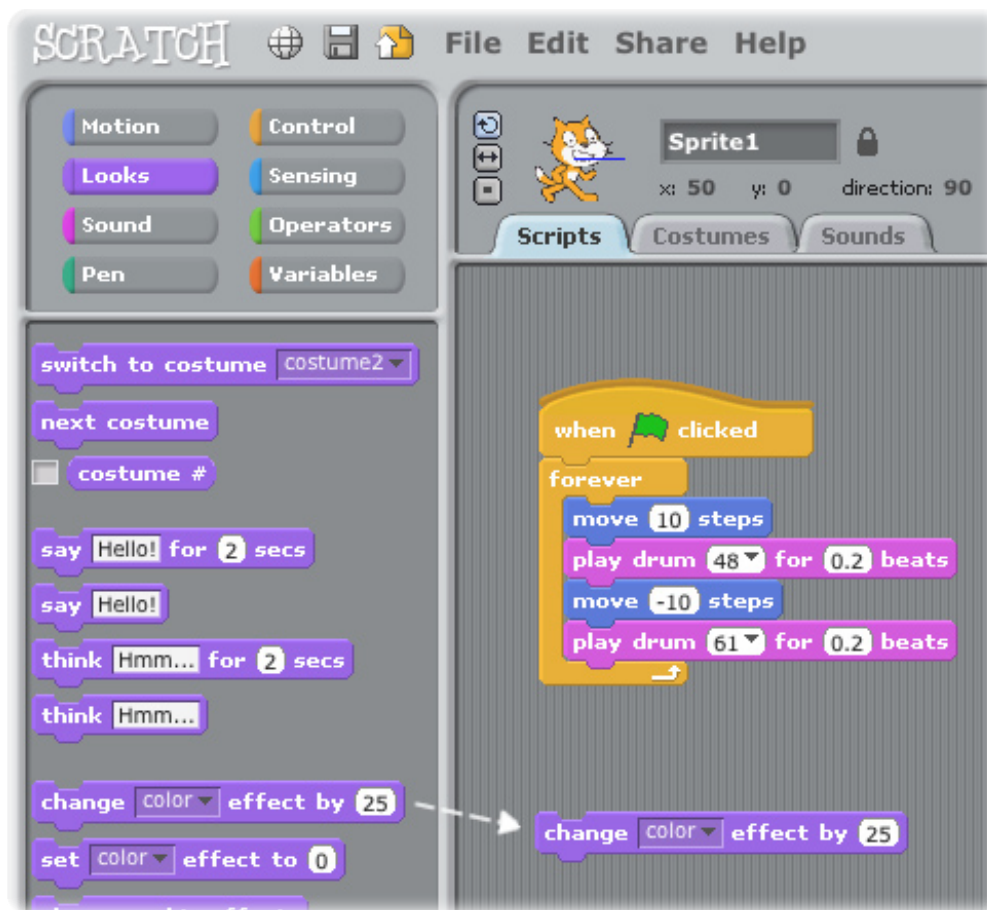 SCRATCH File Edit Share Help
Motion Control
Looks Sensing
Sound Operators
Pen Variables
Sprite1
x: 50 y: 0 direction: 90
Scripts Costumes Sounds
switch to costume costume2
next costume
costume #
say Hello! for 2 secs
say Hello!
think Hmm... for 2 secs
think Hmm...
change color effect by 25
set color effect to 0
when clicked
forever
move 10 steps
play drum 48 for 0.2 beats
move -10 steps
play drum 61 for 0.2 beats
change color effect by 25